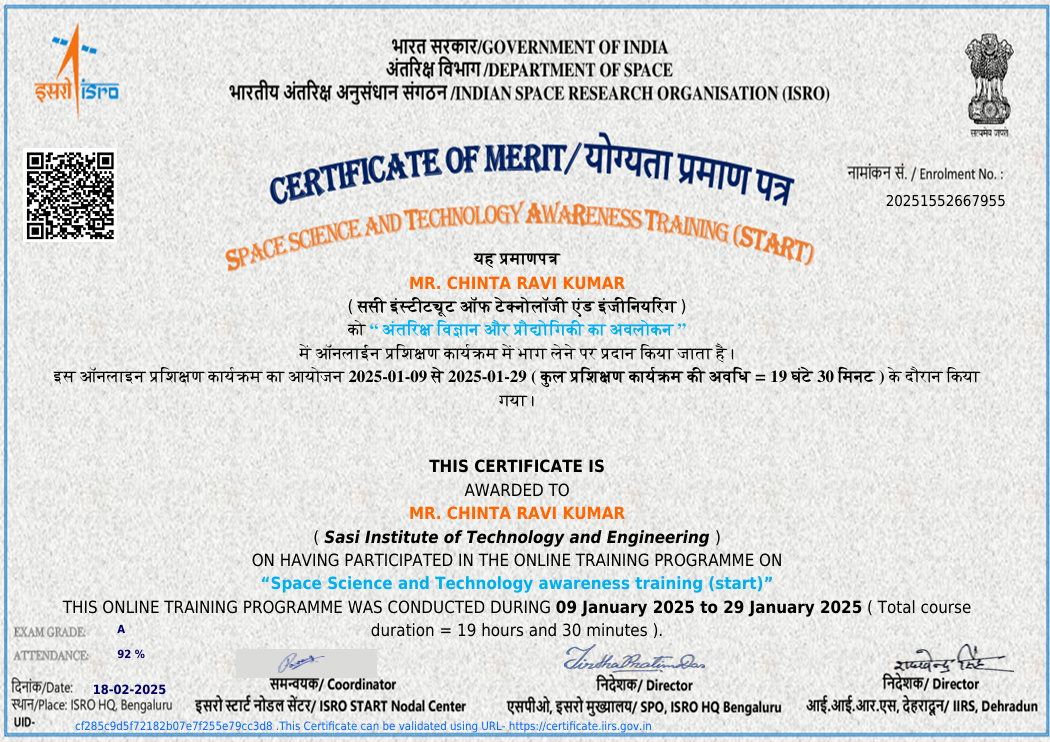 इसरो isro
भारत सरकार/GOVERNMENT OF INDIA
अंतरिक्ष विभाग /DEPARTMENT OF SPACE
भारतीय अंतरिक्ष अनुसंधान संगठन /INDIAN SPACE RESEARCH ORGANISATION (ISRO)
सत्यमेव जयते
CERTIFICATE OF MERIT/ योग्यता प्रमाण पत्र
नामांकन सं. / Enrolment No. :
20251552667955
SPACE SCIENCE AND TECHNOLOGY AWARENESS TRAINING (START)
यह प्रमाणपत्र
MR. CHINTA RAVI KUMAR
( ससी इंस्टीट्यूट ऑफ टेक्नोलॉजी एंड इंजीनियरिंग )
को “ अंतरिक्ष विज्ञान और प्रौद्योगिकी का अवलोकन ”
में ऑनलाईन प्रशिक्षण कार्यक्रम में भाग लेने पर प्रदान किया जाता है।
इस ऑनलाइन प्रशिक्षण कार्यक्रम का आयोजन 2025-01-09 से 2025-01-29 ( कुल प्रशिक्षण कार्यक्रम की अवधि = 19 घंटे 30 मिनट ) के दौरान किया
गया।
THIS CERTIFICATE IS
AWARDED TO
MR. CHINTA RAVI KUMAR
( Sasi Institute of Technology and Engineering )
ON HAVING PARTICIPATED IN THE ONLINE TRAINING PROGRAMME ON
“Space Science and Technology awareness training (start)”
THIS ONLINE TRAINING PROGRAMME WAS CONDUCTED DURING 09 January 2025 to 29 January 2025 ( Total course
duration = 19 hours and 30 minutes ).
EXAM GRADE: A
ATTENDANCE: 92 %
दिनांक/Date: 18-02-2025
स्थान/Place: ISRO HQ, Bengaluru
समन्वयक/ Coordinator
इसरो स्टार्ट नोडल सेंटर/ ISRO START Nodal Center
निदेशक/ Director
एसपीओ, इसरो मुख्यालय/ SPO, ISRO HQ Bengaluru
निदेशक/ Director
आई.आई.आर.एस, देहरादून/ IIRS, Dehradun
UID- cf285c9d5f72182b07e7f255e79cc3d8 .This Certificate can be validated using URL- https://certificate.iirs.gov.in